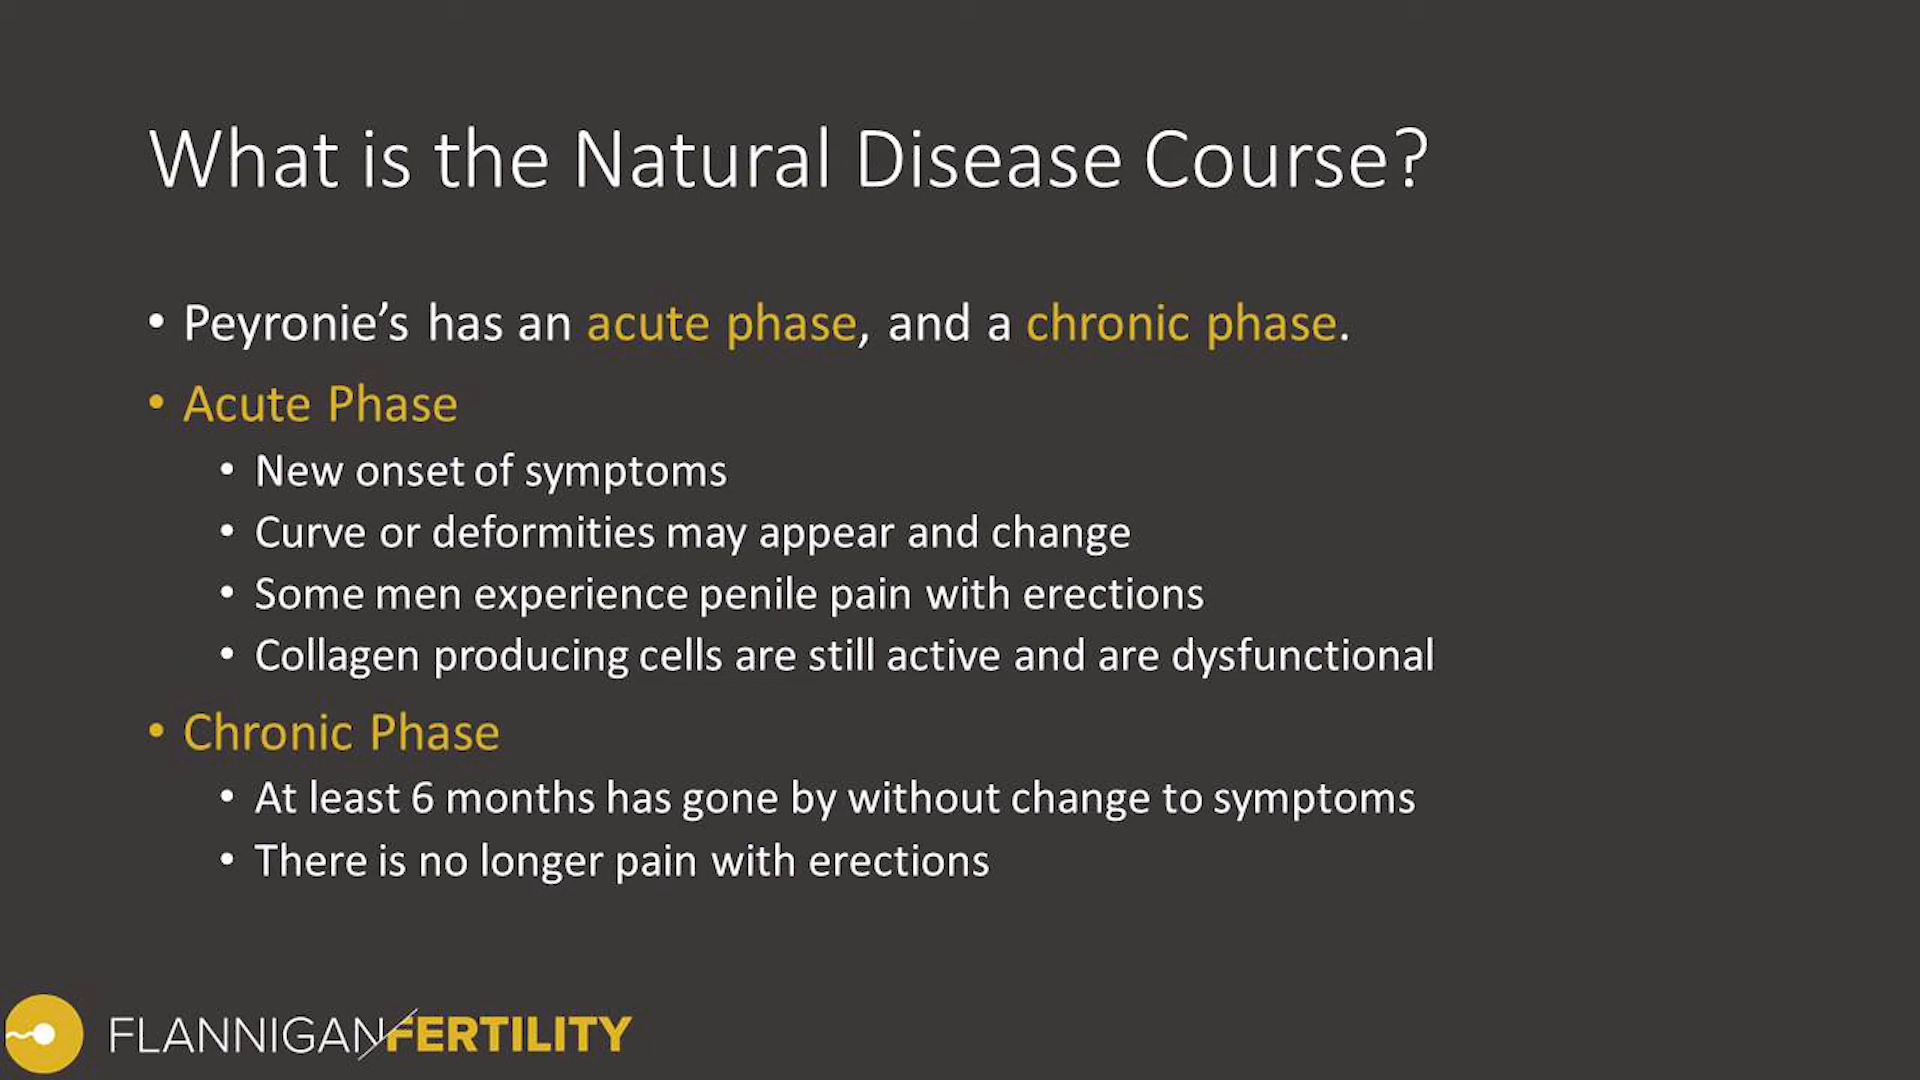 What is the Natural Disease Course?
• Peyronie’s has an acute phase, and a chronic phase.
• Acute Phase
• New onset of symptoms
• Curve or deformities may appear and change
• Some men experience penile pain with erections
• Collagen producing cells are still active and are dysfunctional
• Chronic Phase
• At least 6 months has gone by without change to symptoms
• There is no longer pain with erections
FLANNIGAN/FERTILITY